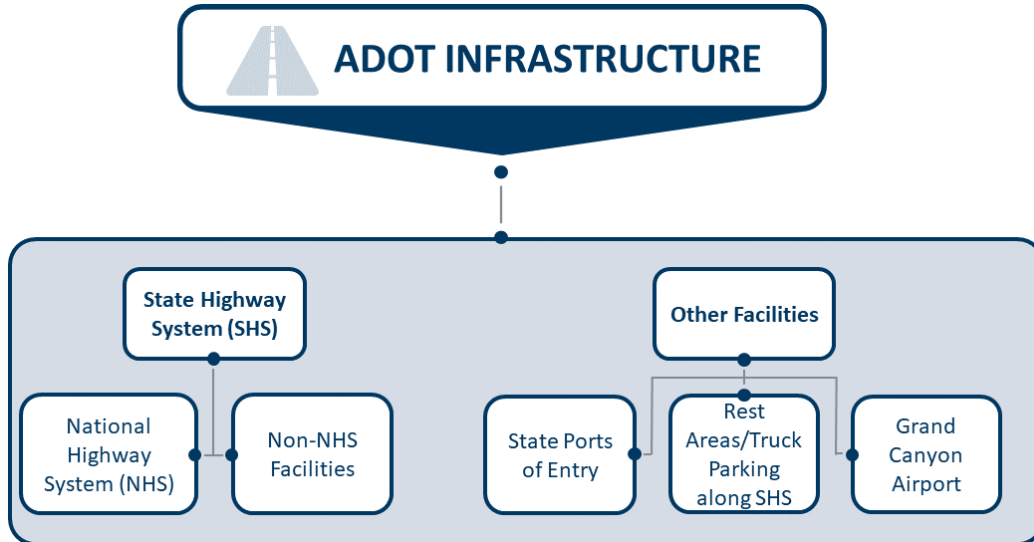 ADOT INFRASTRUCTURE
State Highway
System (SHS)
Other Facilities
National
Highway
System (NHS)
Non-NHS
Facilities
State Ports
of Entry
Rest
Areas/Truck
Parking
along SHS
Grand
Canyon
Airport